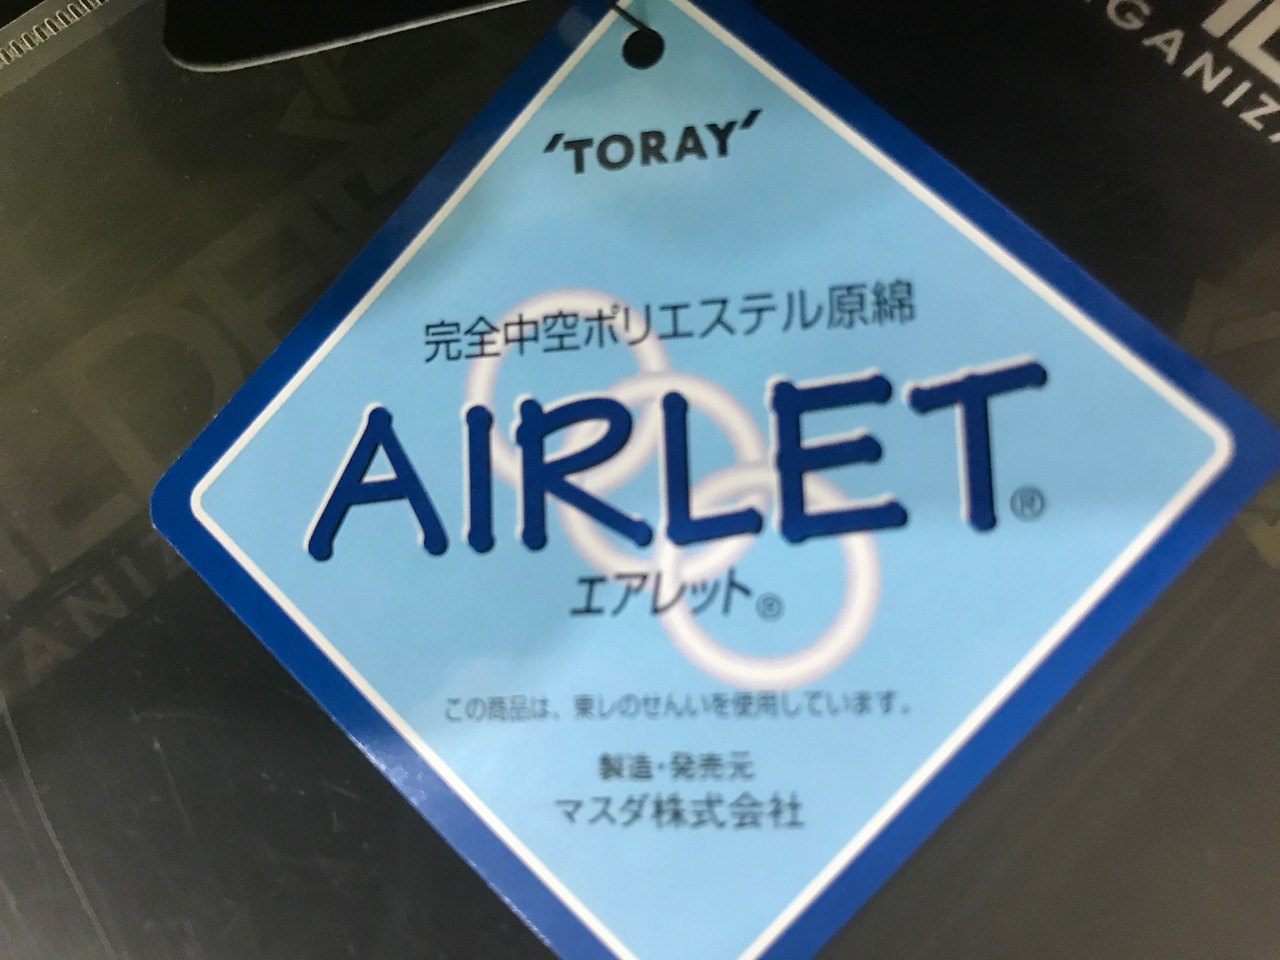 'TORAY'
完全中空ポリエステル原綿
AIRLET®
エアレット®
この商品は、東レのせんいを使用しています。
製造・発売元
マスダ株式会社